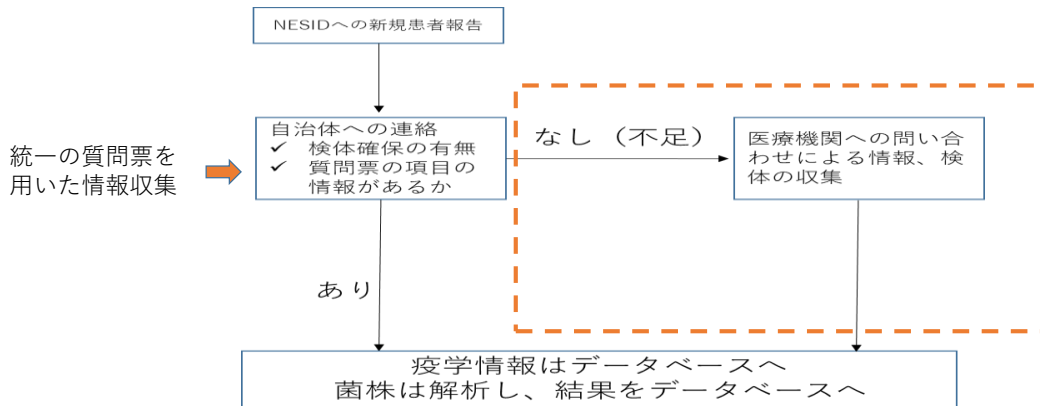 NESIDへの新規患者報告
統一の質問票を
用いた情報収集
自治体への連絡
✓ 検体確保の有無
✓ 質問票の項目の
情報があるか
なし（不足）
医療機関への問い合
わせによる情報、検
体の収集
あり
疫学情報はデータベースへ
菌株は解析し、結果をデータベースへ